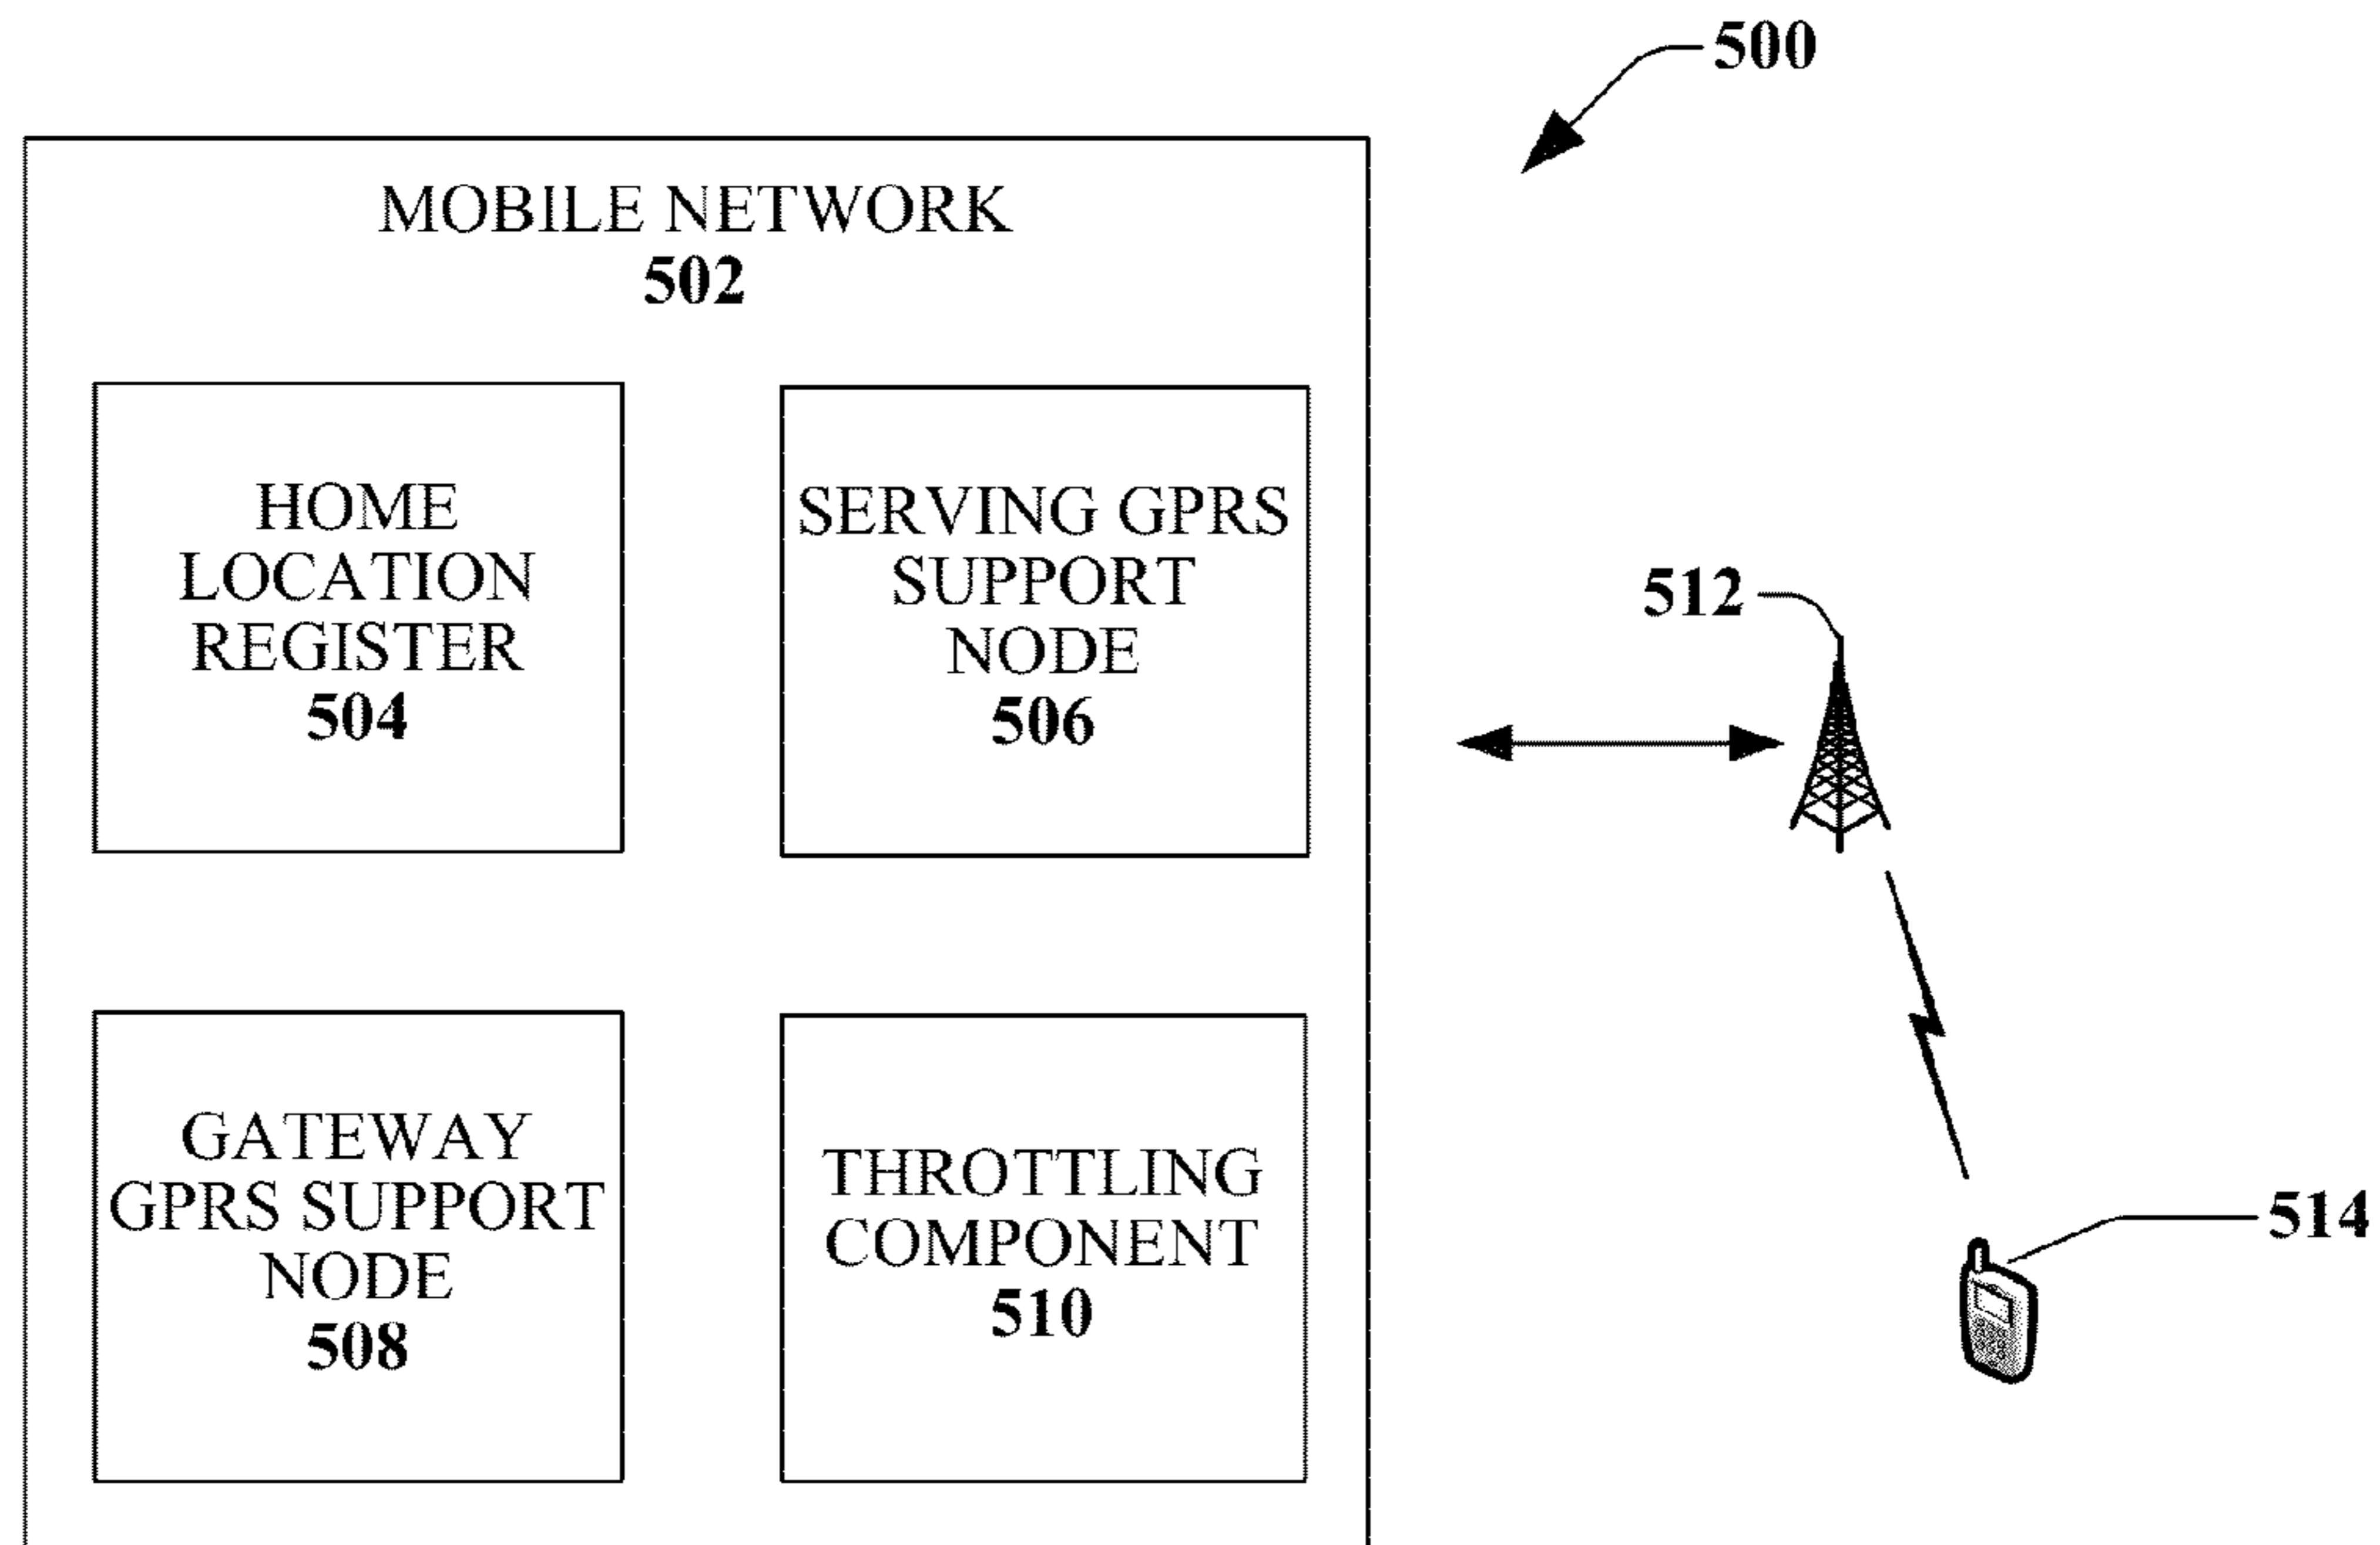 500
MOBILE NETWORK
502
HOME
LOCATION
REGISTER
504
SERVING GPRS
SUPPORT
NODE
506
512
GATEWAY
GPRS SUPPORT
NODE
508
THROTTLING
COMPONENT
510
514